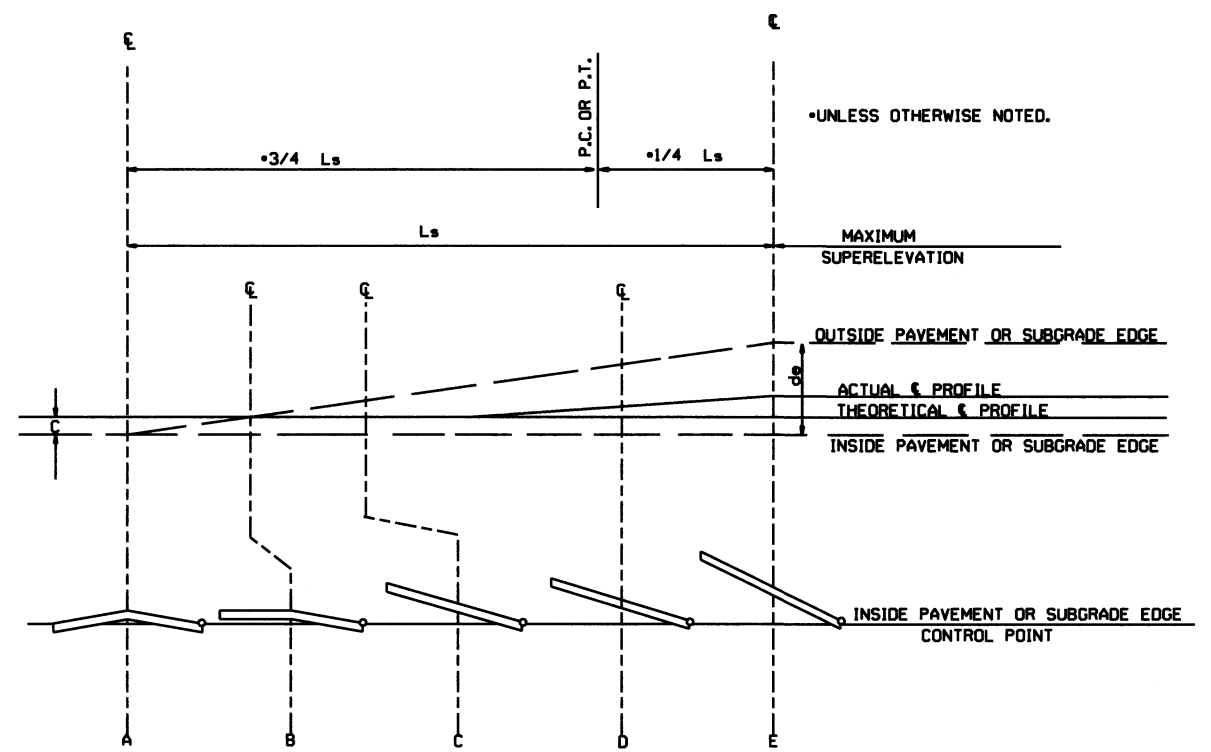 ℄
℄
P.C. OR P.T.
*UNLESS OTHERWISE NOTED.
*3/4 Ls
*1/4 Ls
Ls
MAXIMUM
SUPERELEVATION
℄
℄
℄
OUTSIDE PAVEMENT OR SUBGRADE EDGE
de
ACTUAL ℄ PROFILE
THEORETICAL ℄ PROFILE
C
INSIDE PAVEMENT OR SUBGRADE EDGE
INSIDE PAVEMENT OR SUBGRADE EDGE
CONTROL POINT
A
B
C
D
E